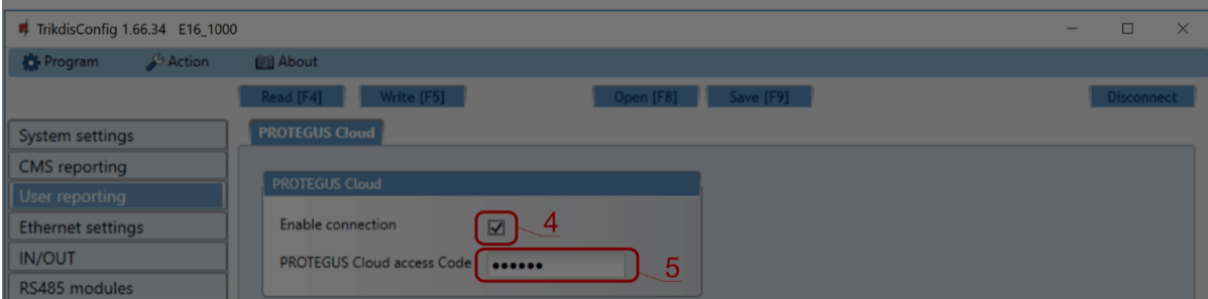 TrikdisConfig 1.66.34 E16_1000
Program Action About
Read [F4] Write [F5] Open [F8] Save [F9] Disconnect
System settings
CMS reporting
User reporting
Ethernet settings
IN/OUT
RS485 modules
PROTEGUS Cloud
PROTEGUS Cloud
Enable connection 4
PROTEGUS Cloud access Code •••••• 5